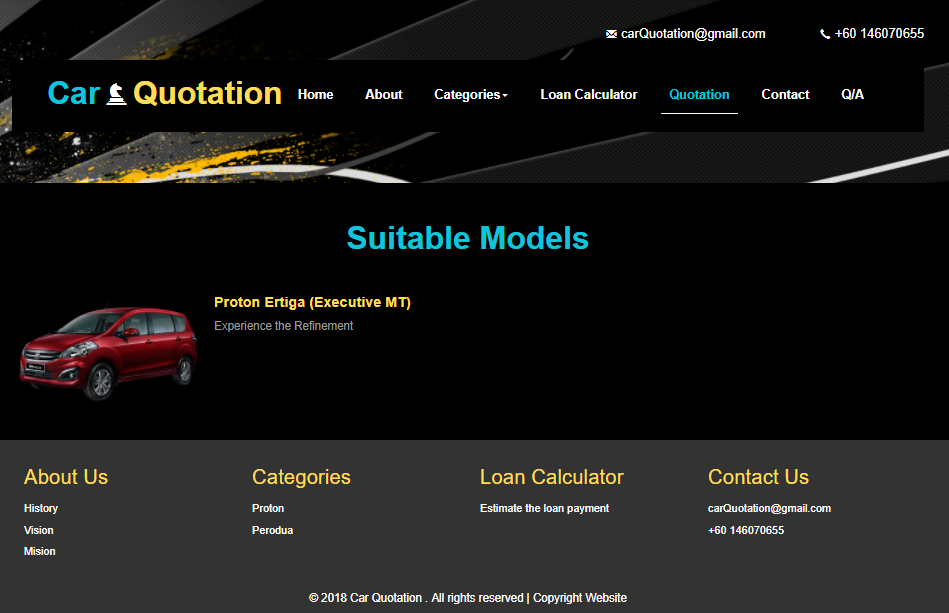 carQuotation@gmail.com +60 146070655
Car Quotation Home About Categories Loan Calculator Quotation Contact Q/A
Suitable Models
Proton Ertiga (Executive MT)
Experience the Refinement
About Us Categories Loan Calculator Contact Us
History Proton Estimate the loan payment carQuotation@gmail.com
Vision Perodua +60 146070655
Mision
© 2018 Car Quotation . All rights reserved | Copyright Website